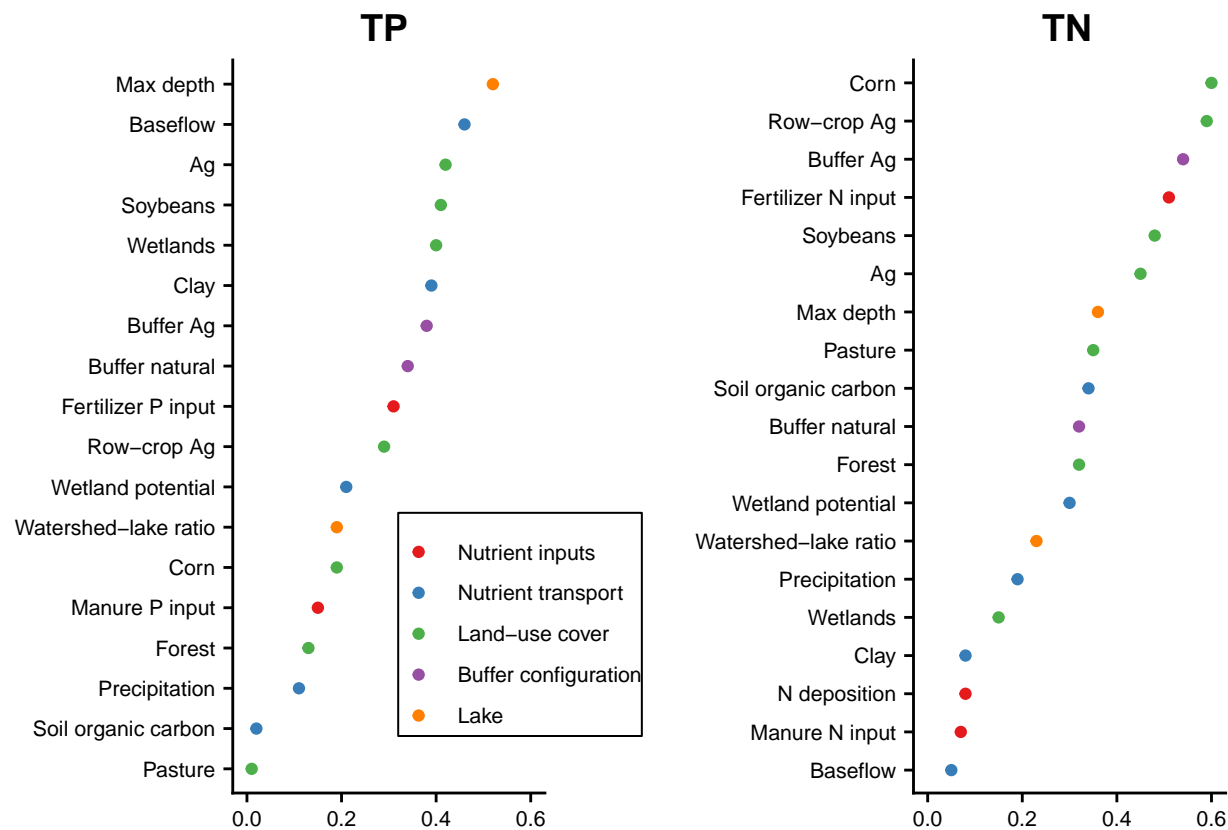 TP
Max depth
Baseflow
Ag
Soybeans
Wetlands
Clay
Buffer Ag
Buffer natural
Fertilizer P input
Row−crop Ag
Wetland potential
Watershed−lake ratio
Corn
Manure P input
Forest
Precipitation
Soil organic carbon
Pasture
0.0 0.2 0.4 0.6
Nutrient inputs
Nutrient transport
Land−use cover
Buffer configuration
Lake
TN
Corn
Row−crop Ag
Buffer Ag
Fertilizer N input
Soybeans
Ag
Max depth
Pasture
Soil organic carbon
Buffer natural
Forest
Wetland potential
Watershed−lake ratio
Precipitation
Wetlands
Clay
N deposition
Manure N input
Baseflow
0.0 0.2 0.4 0.6